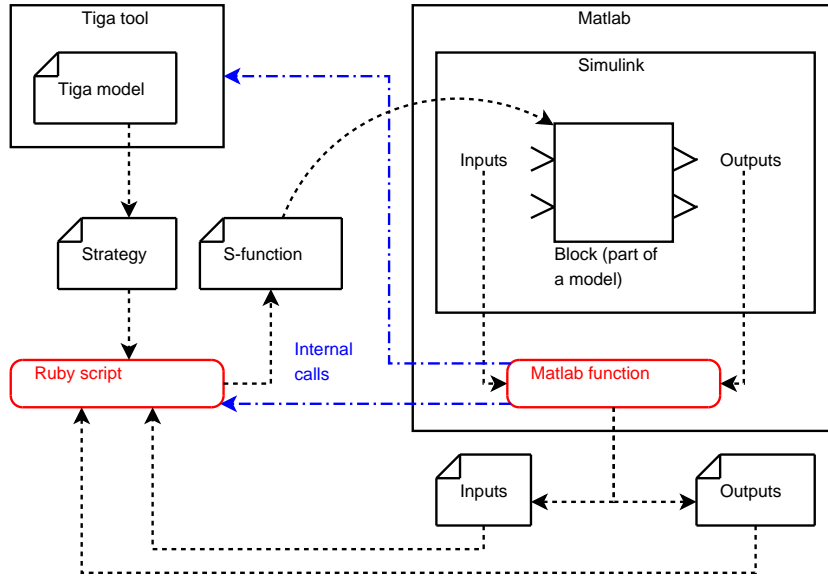 Tiga tool
Matlab
Simulink
Tiga model
Inputs
Outputs
Strategy
S-function
Block (part of
a model)
Internal
calls
Ruby script
Matlab function
Inputs
Outputs